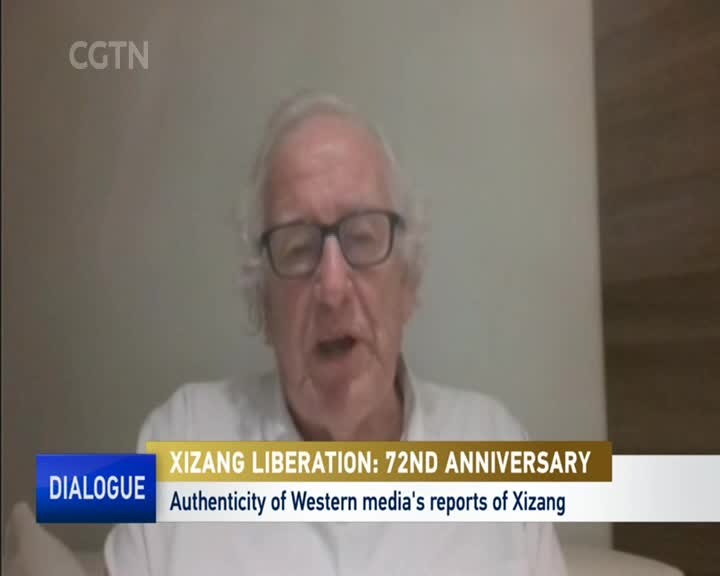 CGTN
XIZANG LIBERATION: 72ND ANNIVERSARY
DIALOGUE
Authenticity of Western media's reports of Xizang